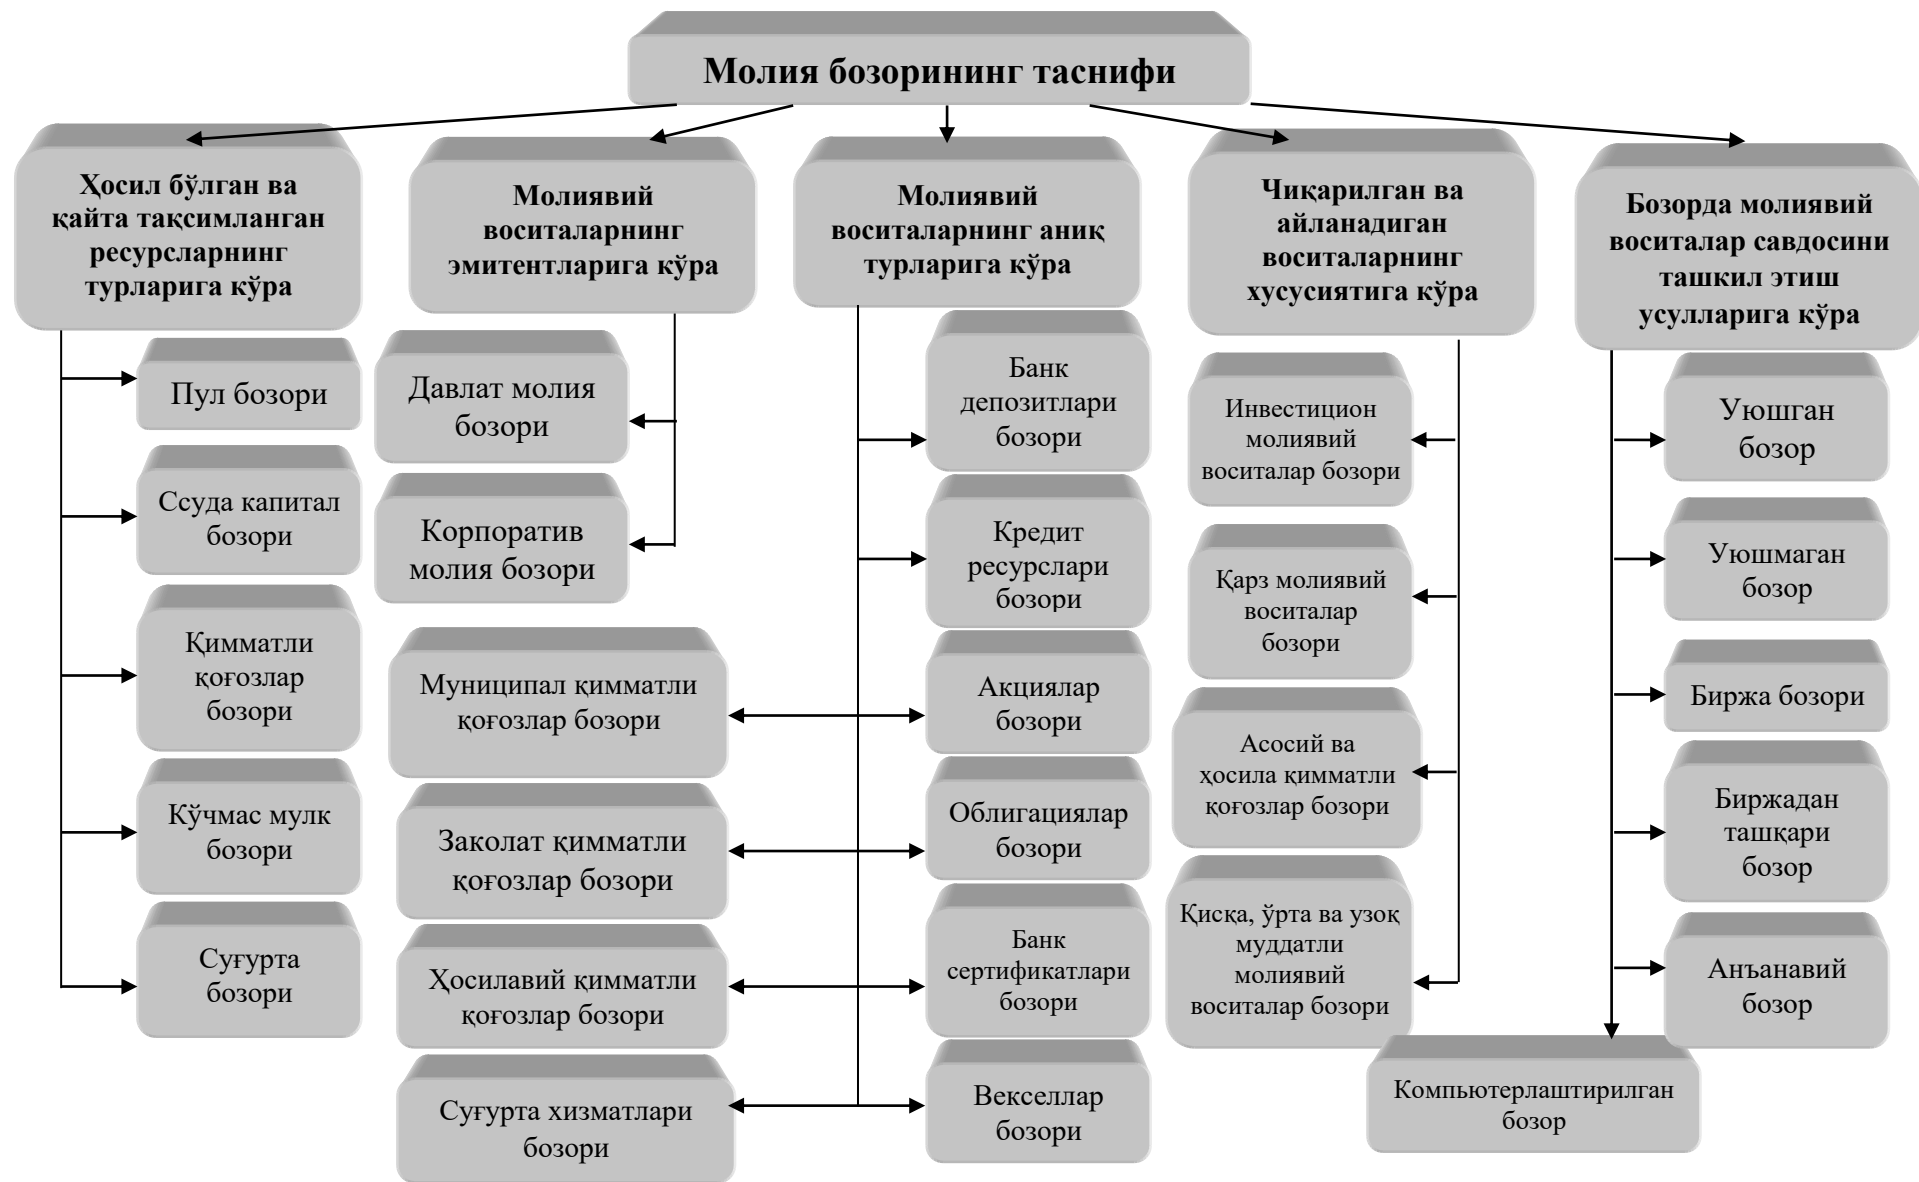 Молия бозорининг таснифи
Ҳосил бўлган ва
қайта тақсимланган
ресурсларнинг
турларига кўра
Пул бозори
Ссуда капитал
бозори
Қимматли
қоғозлар
бозори
Кўчмас мулк
бозори
Суғурта
бозори
Молиявий
воситаларнинг
эмитентларига кўра
Давлат молия
бозори
Корпоратив
молия бозори
Молиявий
воситаларнинг аниқ
турларига кўра
Банк
депозитлари
бозори
Кредит
ресурслари
бозори
Муниципал қимматли
қоғозлар бозори
Акциялар
бозори
Заколат қимматли
қоғозлар бозори
Облигациялар
бозори
Ҳосилавий қимматли
қоғозлар бозори
Банк
сертификатлари
бозори
Суғурта хизматлари
бозори
Векселлар
бозори
Чиқарилган ва
айланадиган
воситаларнинг
хусусиятига кўра
Инвестицион
молиявий
воситалар бозори
Қарз молиявий
воситалар
бозори
Асосий ва
ҳосила қимматли
қоғозлар бозори
Қисқа, ўрта ва узоқ
муддатли
молиявий
воситалар бозори
Бозорда молиявий
воситалар савдосини
ташкил этиш
усулларига кўра
Уюшган
бозор
Уюшмаган
бозор
Биржа бозори
Биржадан
ташқари
бозор
Анъанавий
бозор
Компьютерлаштирилган
бозор